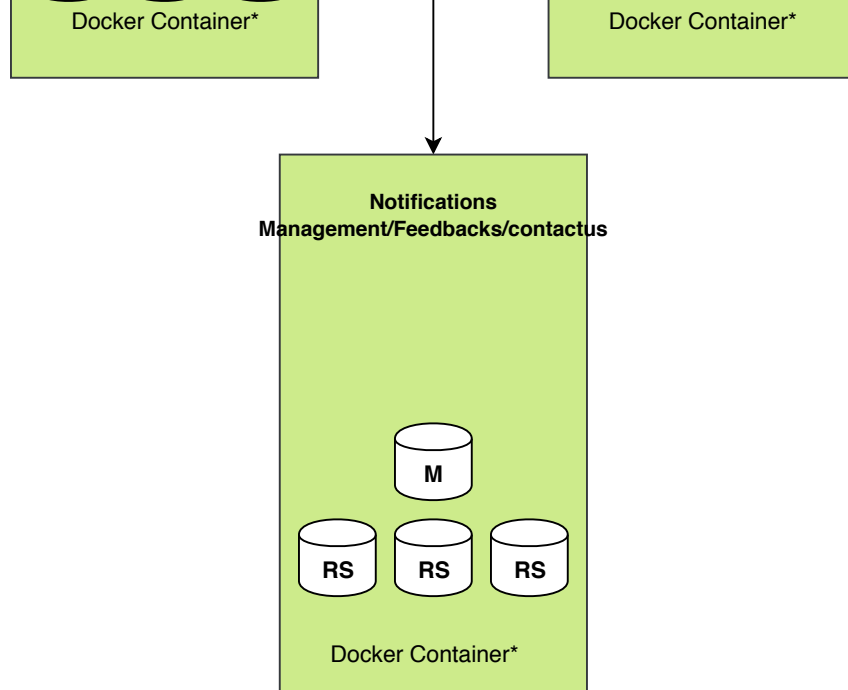 Docker Container*
Docker Container*
Notifications
Management/Feedbacks/contactus
M
RS
RS
RS
Docker Container*